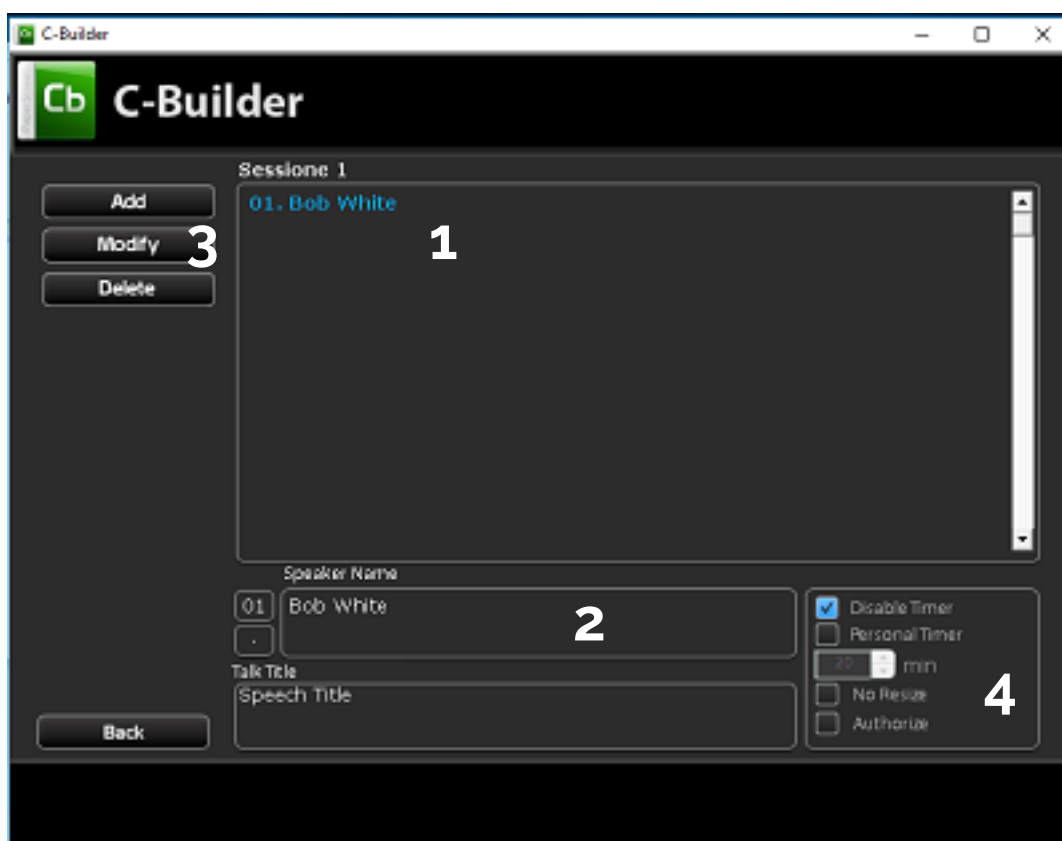 C-Builder
Cb C-Builder
Sessione 1
Add
01. Bob White
1
Modify
3
Delete
Speaker Name
01
Bob White
2
.
Talk Title
Speech Title
Disable Timer
Personal Timer
20 min
No Resize
4
Authorize
Back